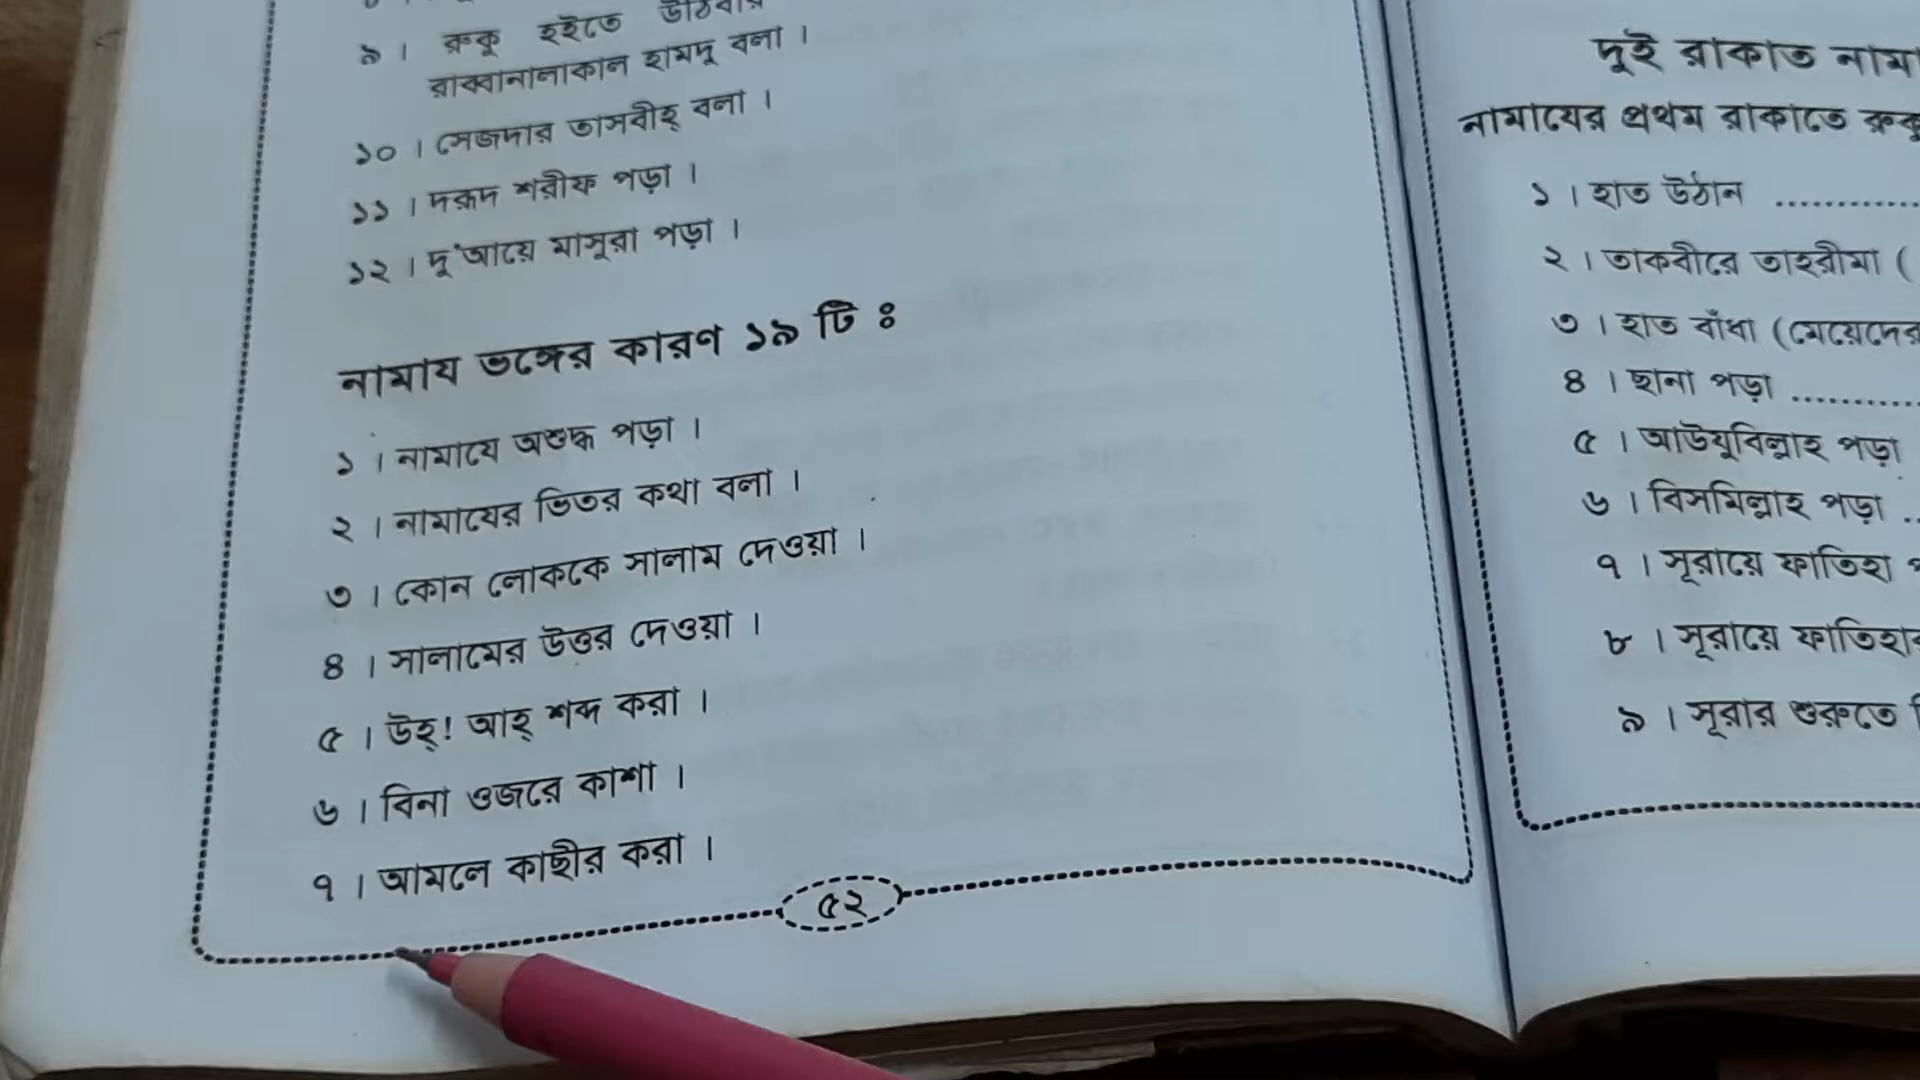 ৯। রুকু হইতে উঠিবার
রাব্বানালাকাল হামদু বলা।
১০। সেজদার তাসবীহ্ বলা।
১১। দরূদ শরীফ পড়া।
১২। দু'আয়ে মাসূরা পড়া।
নামায ভঙ্গের কারণ ১৯ টি ঃ
১। নামাযে অশুদ্ধ পড়া।
২। নামাযের ভিতর কথা বলা।
৩। কোন লোককে সালাম দেওয়া।
৪। সালামের উত্তর দেওয়া।
৫। উহ্! আহ্ শব্দ করা।
৬। বিনা ওজরে কাশা।
৭। আমলে কাছীর করা।
৫২
দুই রাকাত নামা
নামাযের প্রথম রাকাতে রুকু
১। হাত উঠান ..............
২। তাকবীরে তাহরীমা (
৩। হাত বাঁধা (মেয়েদের
৪। ছানা পড়া ............
৫। আউযুবিল্লাহ পড়া
৬। বিসমিল্লাহ পড়া ..
৭। সূরায়ে ফাতিহা
৮। সূরায়ে ফাতিহার
৯। সূরার শুরুতে